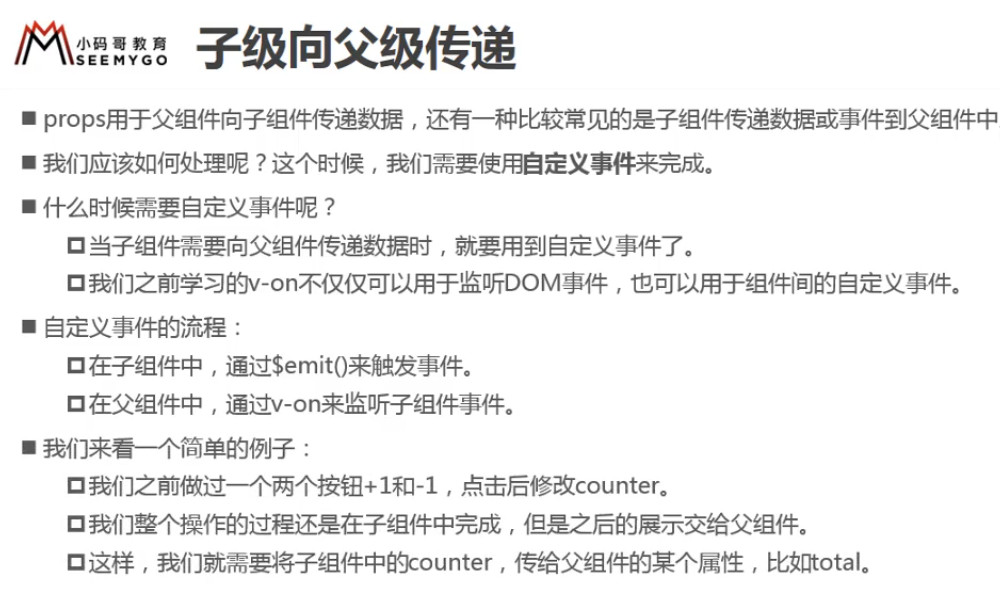 小码哥教育
SEEMYGO
子级向父级传递
props用于父组件向子组件传递数据，还有一种比较常见的是子组件传递数据或事件到父组件中
我们应该如何处理呢？这个时候，我们需要使用自定义事件来完成。
什么时候需要自定义事件呢？
当子组件需要向父组件传递数据时，就要用到自定义事件了。
我们之前学习的v-on不仅仅可以用于监听DOM事件，也可以用于组件间的自定义事件。
自定义事件的流程：
在子组件中，通过$emit()来触发事件。
在父组件中，通过v-on来监听子组件事件。
我们来看一个简单的例子：
我们之前做过一个两个按钮+1和-1，点击后修改counter。
我们整个操作的过程还是在子组件中完成，但是之后的展示交给父组件。
这样，我们就需要将子组件中的counter，传给父组件的某个属性，比如total。